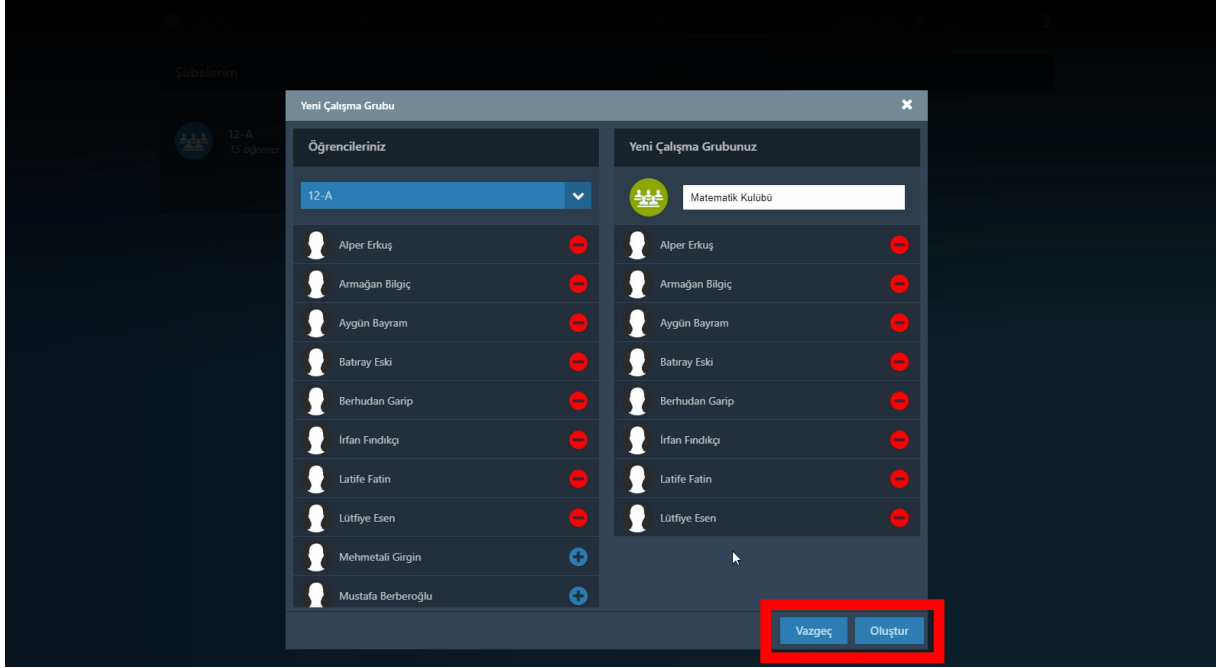 Şubelerim
12-A
15 öğrenci
Yeni Çalışma Grubu
Öğrencileriniz
12-A
Alper Erkuş
Armağan Bilgiç
Aygün Bayram
Batıray Eski
Berhudan Garip
İrfan Fındıkçı
Latife Fatin
Lütfiye Esen
Mehmetali Girgin
Mustafa Berberoğlu
Yeni Çalışma Grubunuz
Matematik Kulübü
Alper Erkuş
Armağan Bilgiç
Aygün Bayram
Batıray Eski
Berhudan Garip
İrfan Fındıkçı
Latife Fatin
Lütfiye Esen
Vazgeç
Oluştur